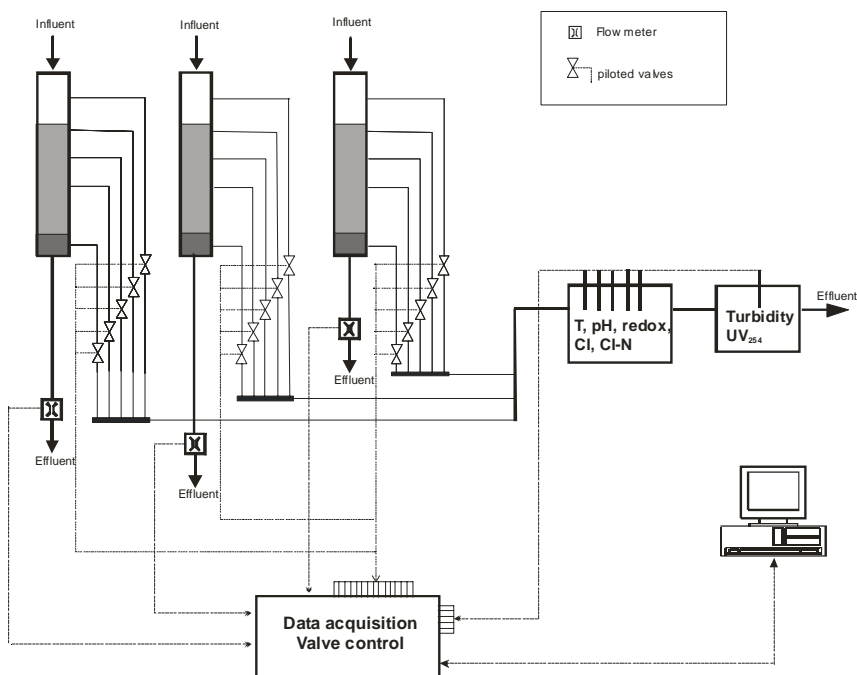 Influent
Influent
Influent
Flow meter
piloted valves
T, pH, redox,
Cl, Cl-N
Turbidity
UV254
Effluent
Effluent
Effluent
Effluent
Data acquisition
Valve control